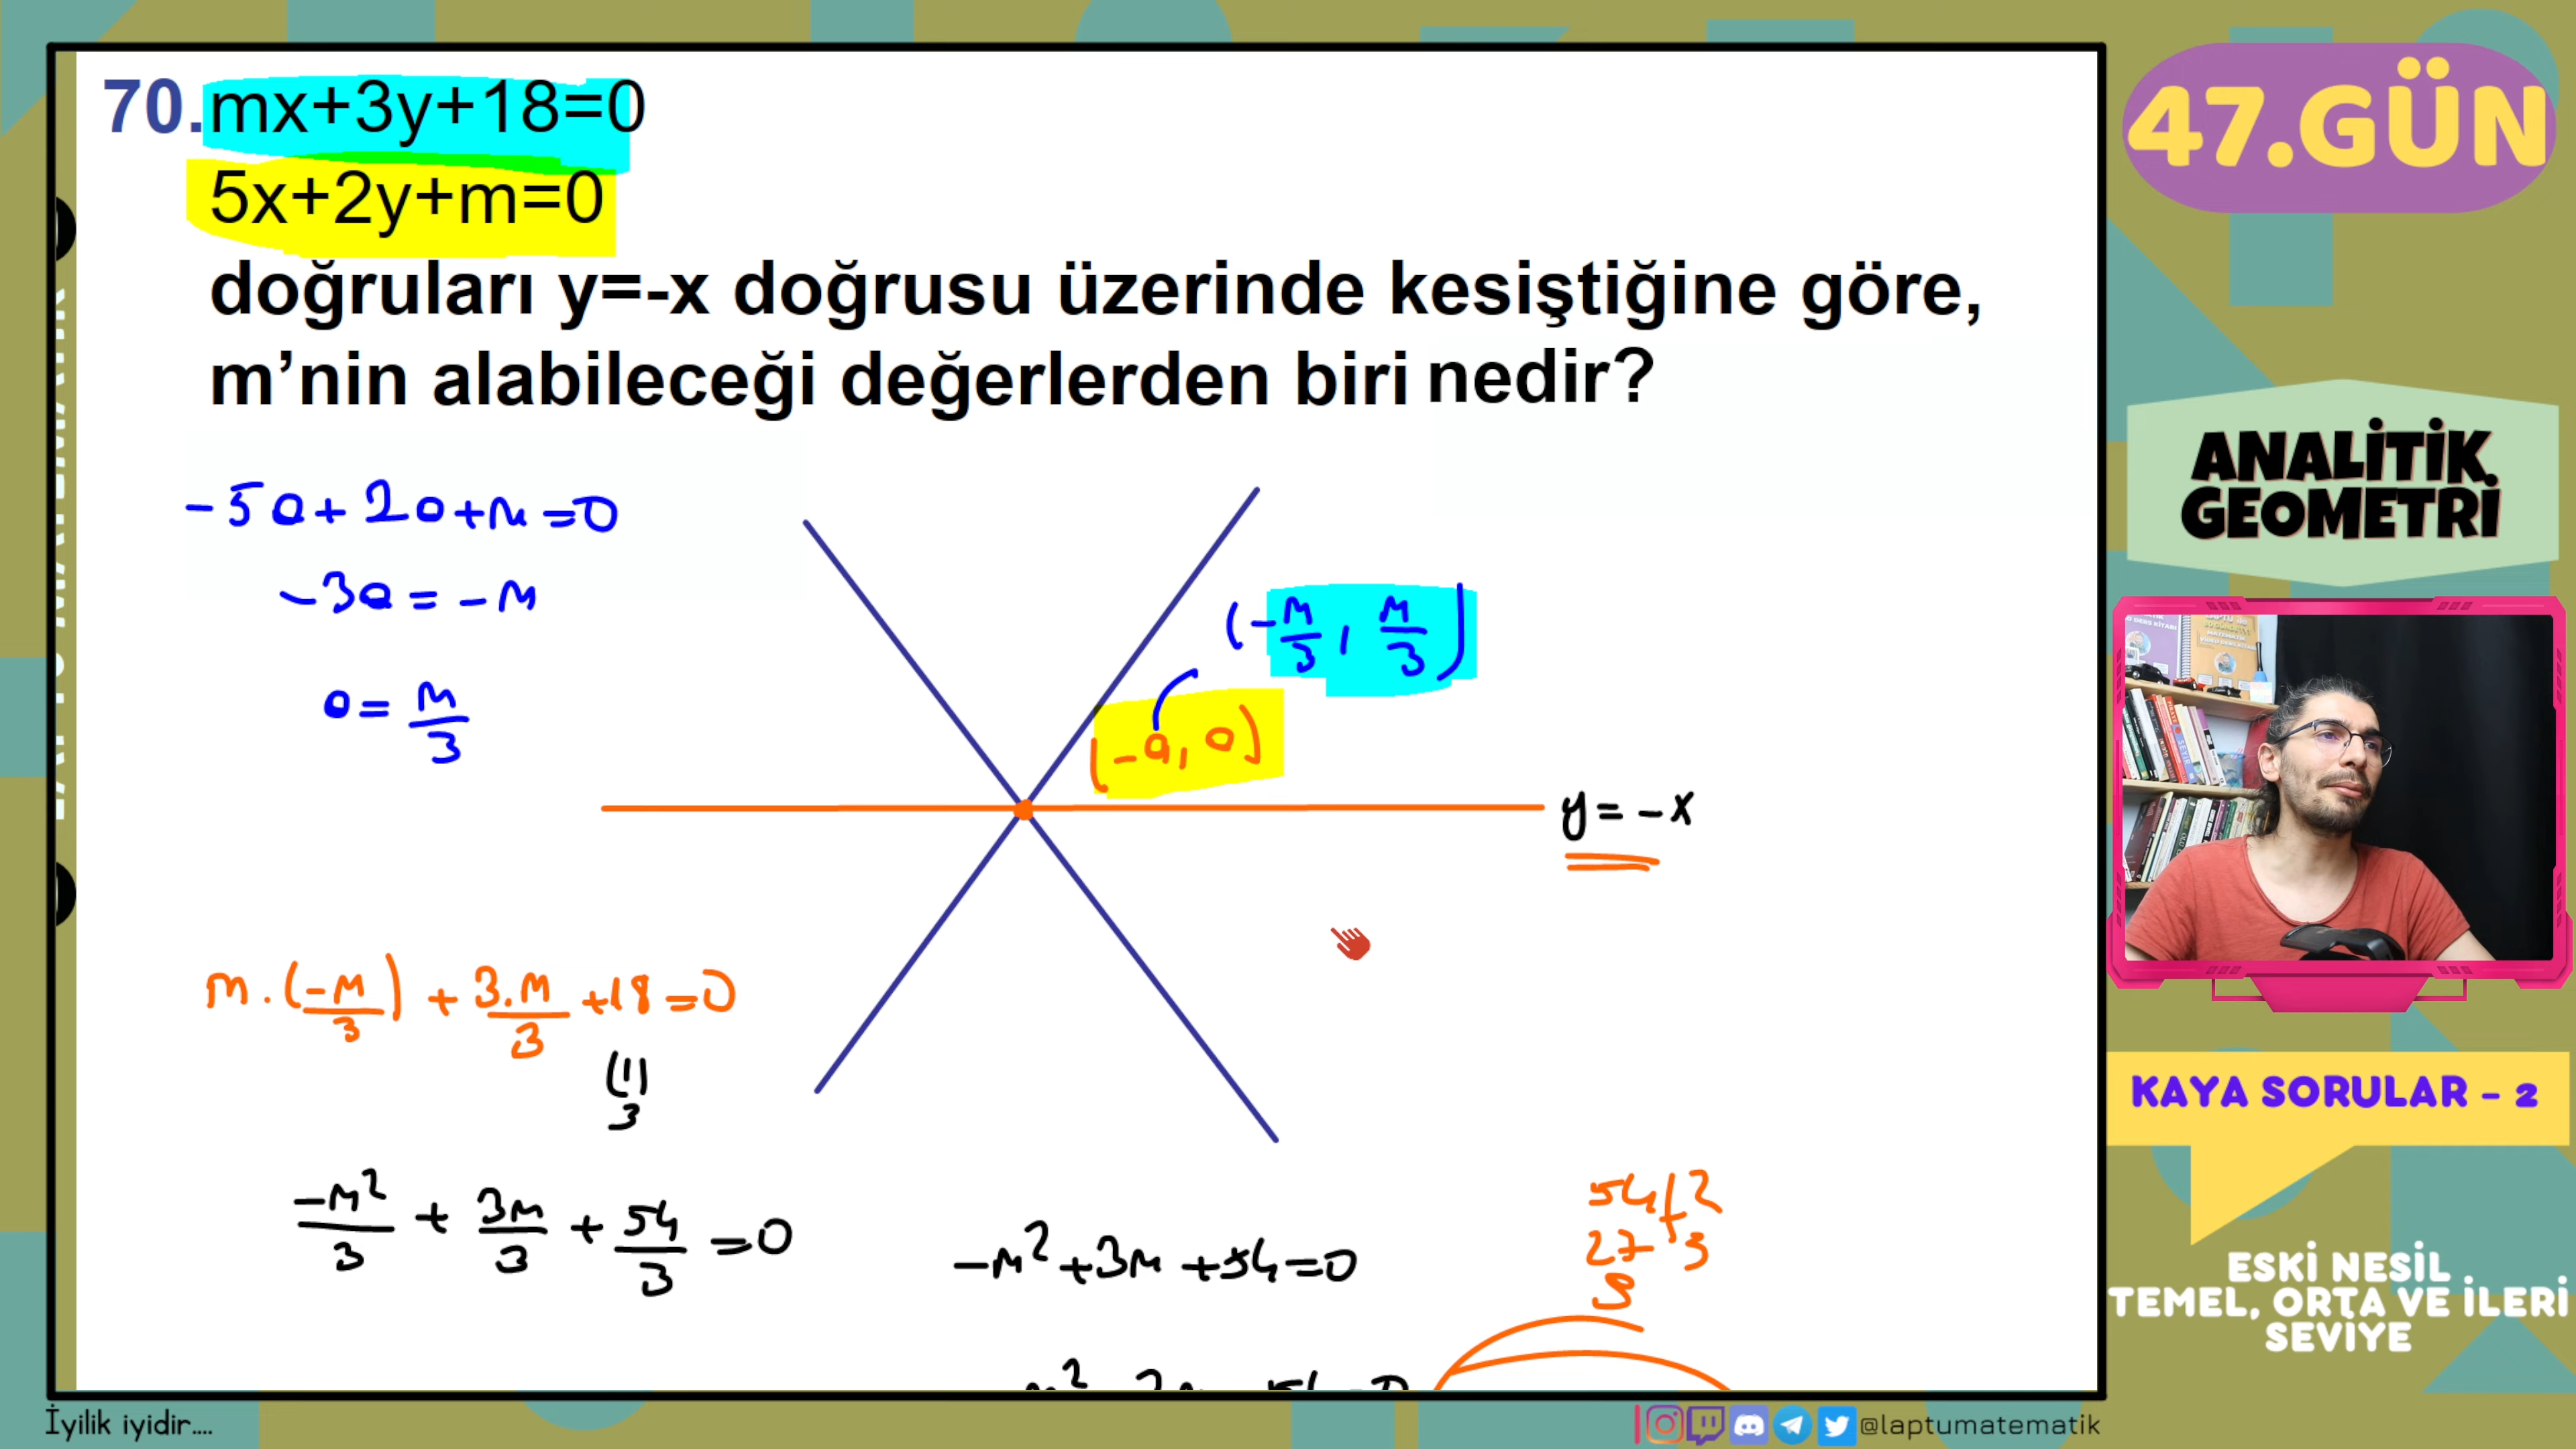 70. mx+3y+18=0
5x+2y+m=0
doğruları y=-x doğrusu üzerinde kesiştiğine göre,
m'nin alabileceği değerlerden biri nedir?
-5a+2a+m=0
-3a=-m
a=m/3
(-m/3, m/3)
(-a, a)
y=-x
m.(-m/3)+3.m/3+18=0
(1)
3
-m²/3+3m/3+54/3=0
-m²+3m+54=0
54 2
27 3
9
47.GÜN
ANALİTİK
GEOMETRİ
KAYA SORULAR - 2
ESKİ NESİL
TEMEL, ORTA VE İLERİ
SEVİYE
İyilik iyidir....
@laptumatematik